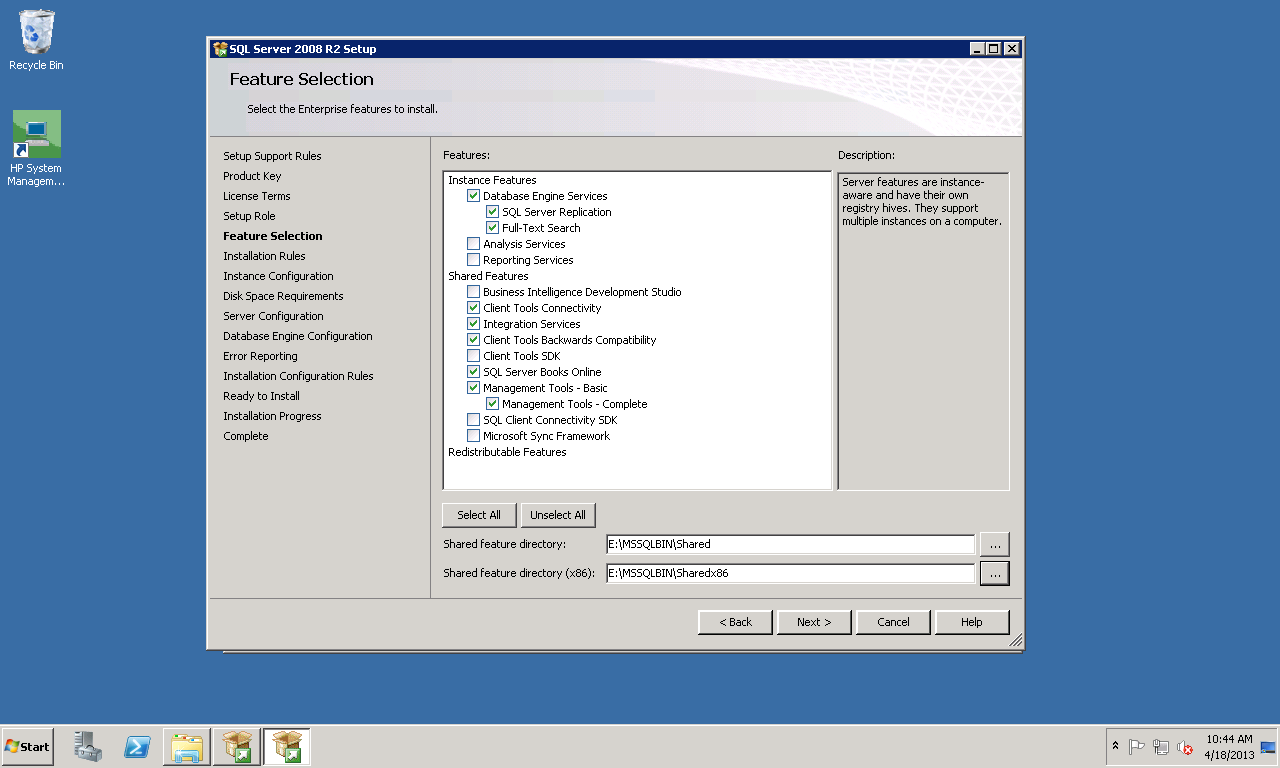 Recycle Bin
HP System
Managem...
SQL Server 2008 R2 Setup
Feature Selection
Select the Enterprise features to install.
Setup Support Rules
Product Key
License Terms
Setup Role
Feature Selection
Installation Rules
Instance Configuration
Disk Space Requirements
Server Configuration
Database Engine Configuration
Error Reporting
Installation Configuration Rules
Ready to Install
Installation Progress
Complete
Features:
Instance Features
Database Engine Services
SQL Server Replication
Full-Text Search
Analysis Services
Reporting Services
Shared Features
Business Intelligence Development Studio
Client Tools Connectivity
Integration Services
Client Tools Backwards Compatibility
Client Tools SDK
SQL Server Books Online
Management Tools - Basic
Management Tools - Complete
SQL Client Connectivity SDK
Microsoft Sync Framework
Redistributable Features
Description:
Server features are instance-
aware and have their own
registry hives. They support
multiple instances on a computer.
Select All
Unselect All
Shared feature directory:
E:\MSSQLBIN\Shared
...
Shared feature directory (x86):
E:\MSSQLBIN\Sharedx86
...
< Back
Next >
Cancel
Help
Start
10:44 AM
4/18/2013